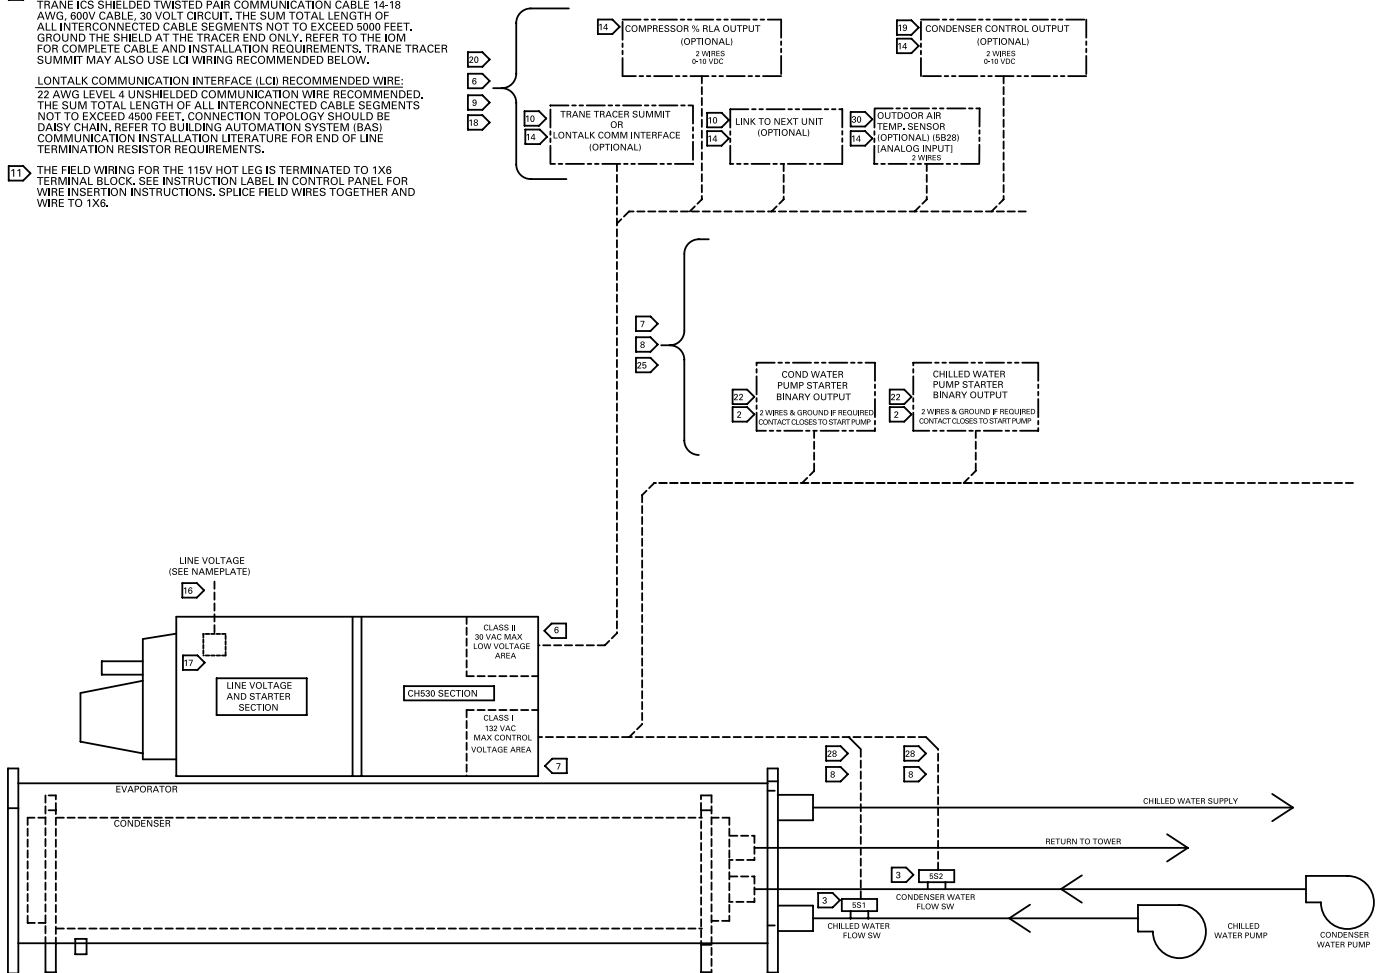 TRANE ICS SHIELDED TWISTED PAIR COMMUNICATION CABLE 14-18
AWG, 600V CABLE, 30 VOLT CIRCUIT. THE SUM TOTAL LENGTH OF
ALL INTERCONNECTED CABLE SEGMENTS NOT TO EXCEED 5000 FEET.
GROUND THE SHIELD AT THE TRACER END ONLY. REFER TO THE IOM
FOR COMPLETE CABLE AND INSTALLATION REQUIREMENTS. TRANE TRACER
SUMMIT MAY ALSO USE LCI WIRING RECOMMENDED BELOW.
LONTALK COMMUNICATION INTERFACE (LCI) RECOMMENDED WIRE:
22 AWG LEVEL 4 UNSHIELDED COMMUNICATION WIRE RECOMMENDED.
THE SUM TOTAL LENGTH OF ALL INTERCONNECTED CABLE SEGMENTS
NOT TO EXCEED 4500 FEET. CONNECTION TOPOLOGY SHOULD BE
DAISY CHAIN. REFER TO BUILDING AUTOMATION SYSTEM (BAS)
COMMUNICATION INSTALLATION LITERATURE FOR END OF LINE
TERMINATION RESISTOR REQUIREMENTS.
11 THE FIELD WIRING FOR THE 115V HOT LEG IS TERMINATED TO 1X6
TERMINAL BLOCK. SEE INSTRUCTION LABEL IN CONTROL PANEL FOR
WIRE INSERTION INSTRUCTIONS. SPLICE FIELD WIRES TOGETHER AND
WIRE TO 1X6.
20
6
9
18
14
COMPRESSOR % RLA OUTPUT
(OPTIONAL)
2 WIRES
0-10 VDC
19
14
CONDENSER CONTROL OUTPUT
(OPTIONAL)
2 WIRES
0-10 VDC
10
14
TRANE TRACER SUMMIT
OR
LONTALK COMM INTERFACE
(OPTIONAL)
10
14
LINK TO NEXT UNIT
(OPTIONAL)
30
14
OUTDOOR AIR
TEMP. SENSOR
(OPTIONAL) (5B28)
[ANALOG INPUT]
2 WIRES
7
8
25
22
2
COND WATER
PUMP STARTER
BINARY OUTPUT
2 WIRES & GROUND IF REQUIRED
CONTACT CLOSES TO START PUMP
22
2
CHILLED WATER
PUMP STARTER
BINARY OUTPUT
2 WIRES & GROUND IF REQUIRED
CONTACT CLOSES TO START PUMP
LINE VOLTAGE
(SEE NAMEPLATE)
16
17
LINE VOLTAGE
AND STARTER
SECTION
CH530 SECTION
CLASS II
30 VAC MAX
LOW VOLTAGE
AREA
6
CLASS I
132 VAC
MAX CONTROL
VOLTAGE AREA
7
28
8
28
8
EVAPORATOR
CONDENSER
CHILLED WATER SUPPLY
RETURN TO TOWER
3
5S2
CONDENSER WATER
FLOW SW
3
5S1
CHILLED WATER
FLOW SW
CHILLED
WATER PUMP
CONDENSER
WATER PUMP